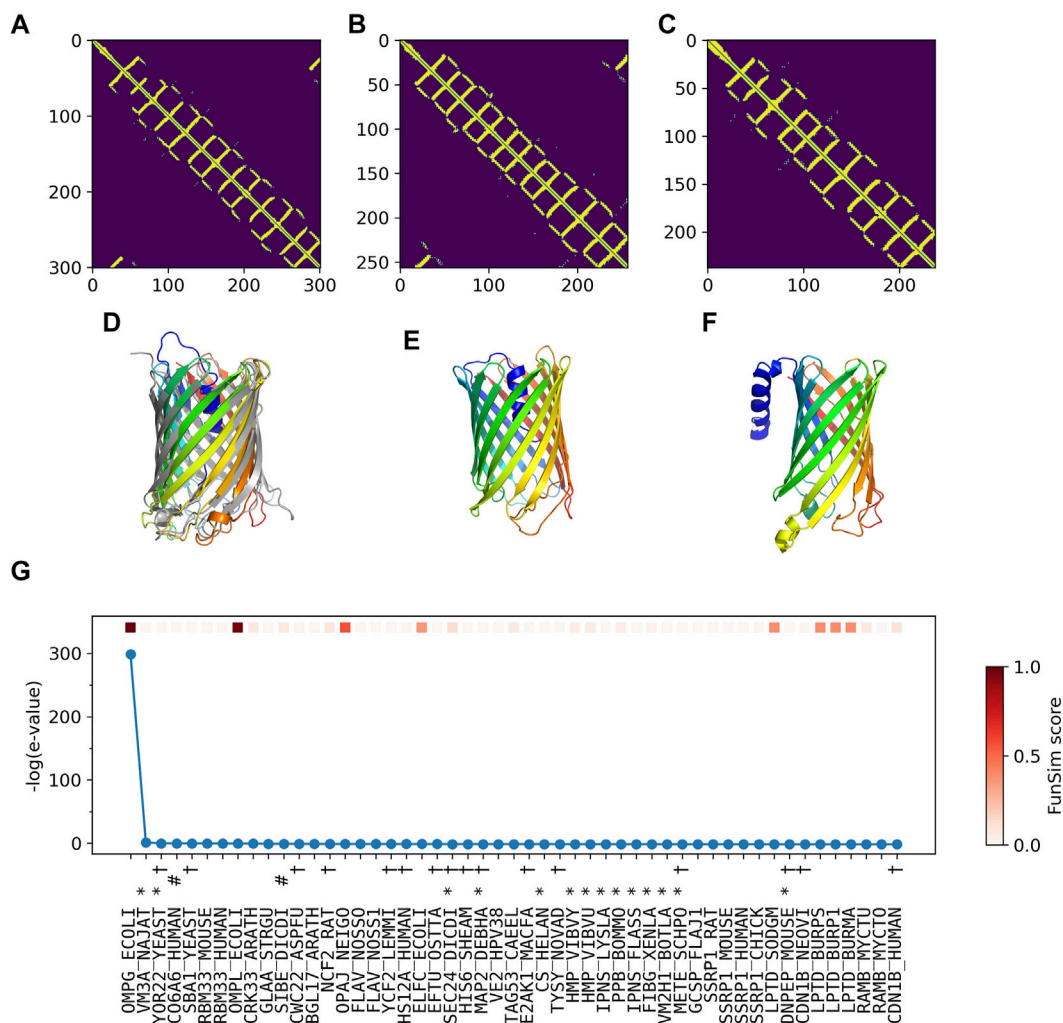 A
B
C
0
100
200
300
0
100
200
300
0
50
100
150
200
250
0
100
200
0
50
100
150
200
0
100
200
D
E
F
G
-log(e-value)
300
200
100
0
OMPG_ECOLI
VM3A_NAJAT *
YOR22_YEAST * †
CO6A6_HUMAN #
SBA1_YEAST †
RBM33_MOUSE
RBM33_HUMAN
OMPL_ECOLI
CRK33_ARATH
GLAA_STRGU
SIBE_DICDI #
CWC22_ASPFU †
BGL17_ARATH
NCF2_RAT †
OPAJ_NEIGO
FLAV_NOSSO
FLAV_NOSS1
YCF2_LEMMI †
HS12A_HUMAN †
ELFC_ECOLI
EFTU_OSTTA †
SEC24_DICDI * †
HIS6_SHEAM †
MAP2_DEBHA * †
VE2_HPV38
TAG53_CAEEL
E2AK1_MACFA †
CS_HELAN *
TYSY_NOVAD †
HMP_VIBVY *
HMP_VIBVU *
IPNS_LYSLA *
PPB_BOMMO *
IPNS_FLASS *
FIBG_XENLA *
VM2H1_BOTLA *
METE_SCHPO * †
GCSP_FLAJ1
SSRP1_RAT
SSRP1_MOUSE
SSRP1_HUMAN
SSRP1_CHICK
LPTD_SODGM
DNPEP_MOUSE * †
CDN1B_NEOVI †
LPTD_BURPS
LPTD_BURP1
LPTD_BURMA
RAMB_MYCTU
RAMB_MYCTO
CDN1B_HUMAN †
1.0
0.5
0.0
FunSim score